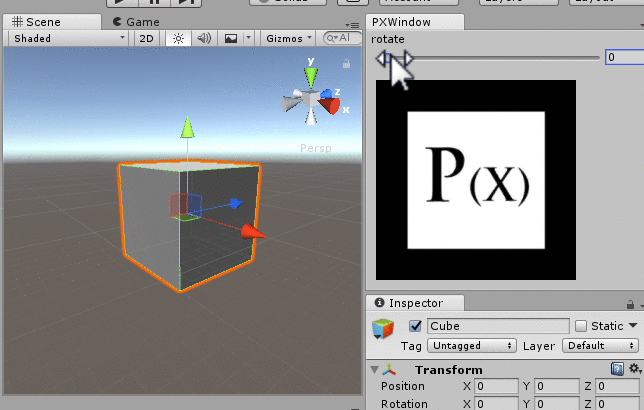 Scene
Game
Shaded
2D
Gizmos
All
y
z
x
Persp
PXWindow
rotate
0
P(X)
Inspector
Cube
Static
Tag Untagged Layer Default
Transform
Position X 0 Y 0 Z 0
Rotation X 0 Y 0 Z 0